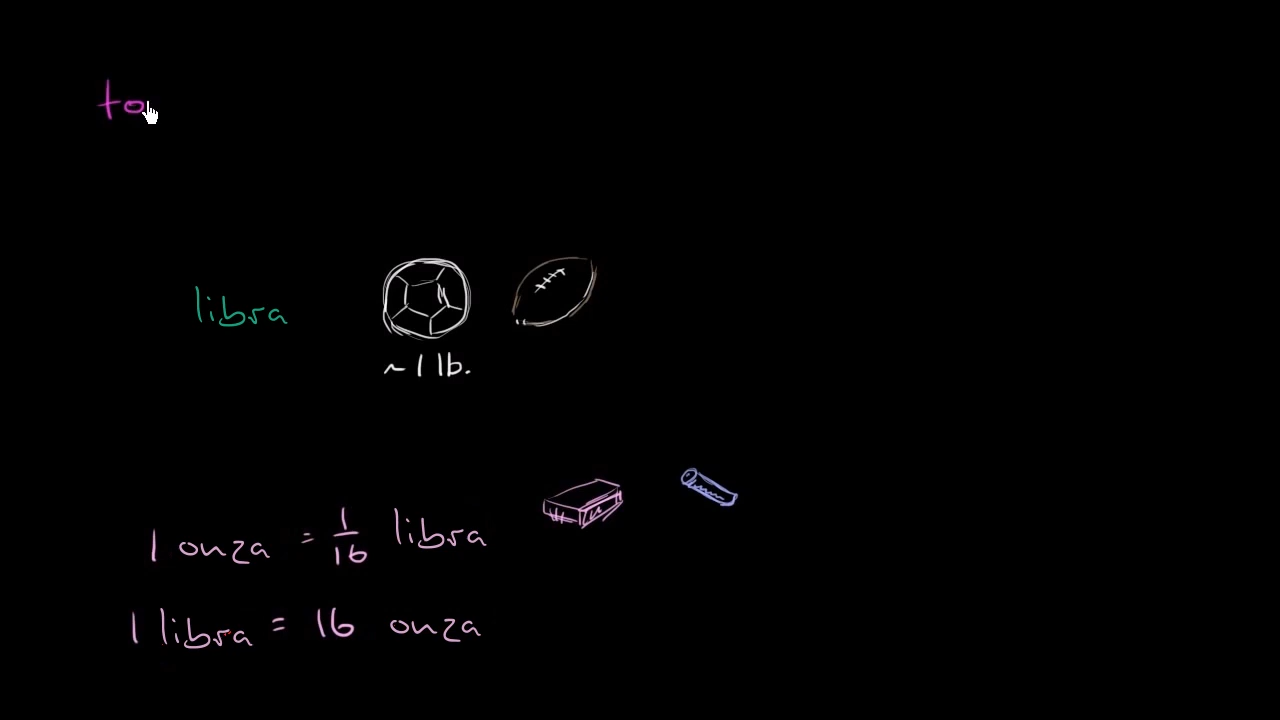 to
libra
~ 1 lb.
1 onza = 1/16 libra
1 libra = 16 onza